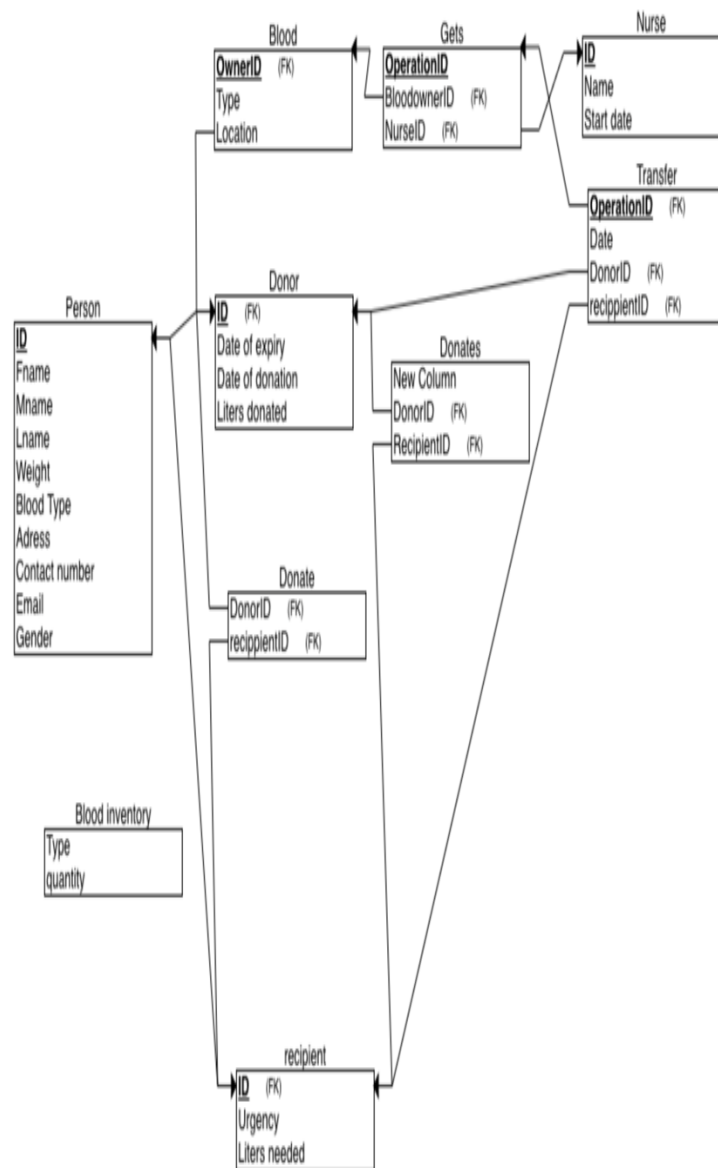 Blood
OwnerID (FK)
Type
Location
Gets
OperationID
BloodownerID (FK)
NurseID (FK)
Nurse
ID
Name
Start date
Transfer
OperationID (FK)
Date
DonorID (FK)
recippientID (FK)
Donor
ID (FK)
Date of expiry
Date of donation
Liters donated
Person
ID
Fname
Mname
Lname
Weight
Blood Type
Adress
Contact number
Email
Gender
Donates
New Column
DonorID (FK)
RecipientID (FK)
Donate
DonorID (FK)
recippientID (FK)
Blood inventory
Type
quantity
recipient
ID (FK)
Urgency
Liters needed